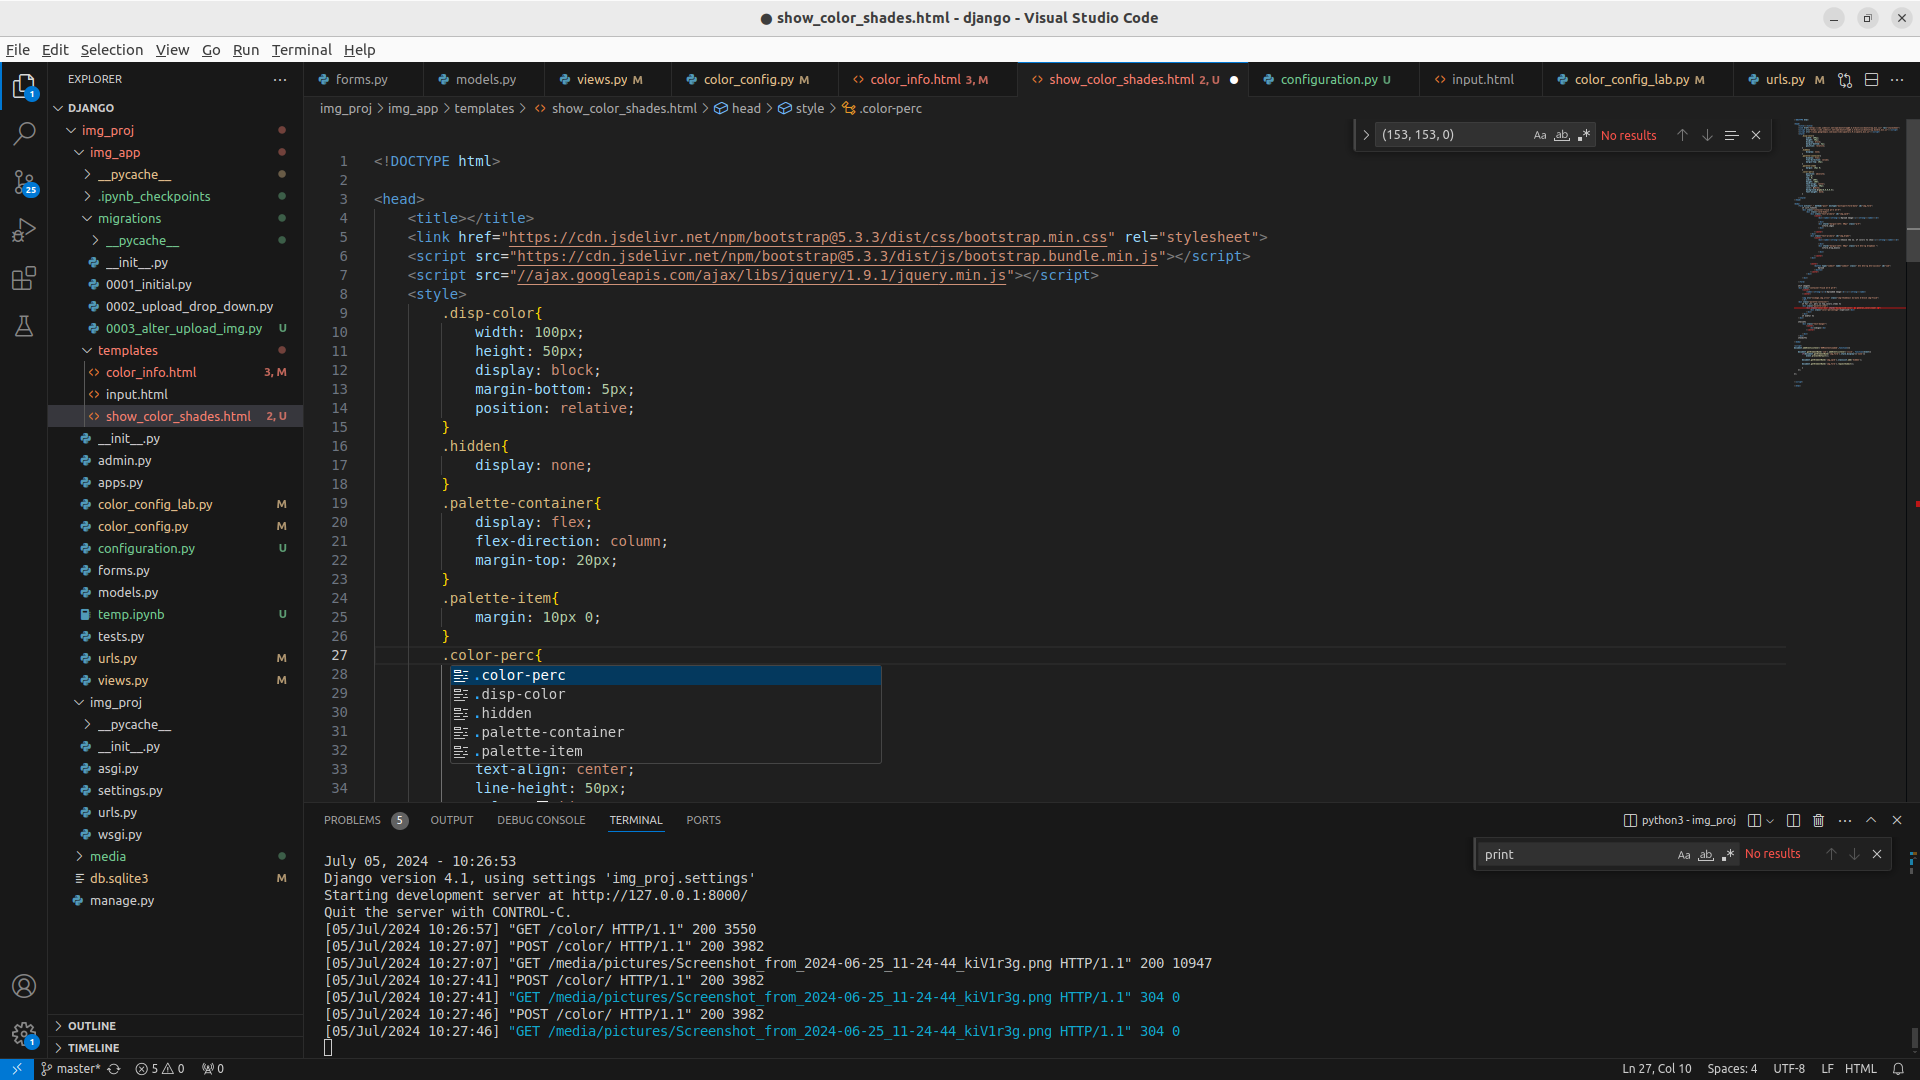 show_color_shades.html - django - Visual Studio Code
File Edit Selection View Go Run Terminal Help
EXPLORER
DJANGO
img_proj
img_app
__pycache__
.ipynb_checkpoints
migrations
__pycache__
__init__.py
0001_initial.py
0002_upload_drop_down.py
0003_alter_upload_img.py U
templates
color_info.html 3, M
input.html
show_color_shades.html 2, U
__init__.py
admin.py
apps.py
color_config_lab.py M
color_config.py M
configuration.py U
forms.py
models.py
temp.ipynb U
tests.py
urls.py M
views.py M
img_proj
__pycache__
__init__.py
asgi.py
settings.py
urls.py
wsgi.py
media
db.sqlite3 M
manage.py
OUTLINE
TIMELINE
1
25
1
forms.py models.py views.py M color_config.py M color_info.html 3, M show_color_shades.html 2, U configuration.py U input.html color_config_lab.py M urls.py M
img_proj > img_app > templates > show_color_shades.html > head > style > .color-perc
(153, 153, 0) Aa ab .* No results
1 <!DOCTYPE html>
2
3 <head>
4 <title></title>
5 <link href="https://cdn.jsdelivr.net/npm/bootstrap@5.3.3/dist/css/bootstrap.min.css" rel="stylesheet">
6 <script src="https://cdn.jsdelivr.net/npm/bootstrap@5.3.3/dist/js/bootstrap.bundle.min.js"></script>
7 <script src="//ajax.googleapis.com/ajax/libs/jquery/1.9.1/jquery.min.js"></script>
8 <style>
9 .disp-color{
10 width: 100px;
11 height: 50px;
12 display: block;
13 margin-bottom: 5px;
14 position: relative;
15 }
16 .hidden{
17 display: none;
18 }
19 .palette-container{
20 display: flex;
21 flex-direction: column;
22 margin-top: 20px;
23 }
24 .palette-item{
25 margin: 10px 0;
26 }
27 .color-perc{
28 .color-perc
29 .disp-color
30 .hidden
31 .palette-container
32 .palette-item
33 text-align: center;
34 line-height: 50px;
PROBLEMS 5 OUTPUT DEBUG CONSOLE TERMINAL PORTS
python3 - img_proj
print Aa ab .* No results
July 05, 2024 - 10:26:53
Django version 4.1, using settings 'img_proj.settings'
Starting development server at http://127.0.0.1:8000/
Quit the server with CONTROL-C.
[05/Jul/2024 10:26:57] "GET /color/ HTTP/1.1" 200 3550
[05/Jul/2024 10:27:07] "POST /color/ HTTP/1.1" 200 3982
[05/Jul/2024 10:27:07] "GET /media/pictures/Screenshot_from_2024-06-25_11-24-44_kiV1r3g.png HTTP/1.1" 200 10947
[05/Jul/2024 10:27:41] "POST /color/ HTTP/1.1" 200 3982
[05/Jul/2024 10:27:41] "GET /media/pictures/Screenshot_from_2024-06-25_11-24-44_kiV1r3g.png HTTP/1.1" 304 0
[05/Jul/2024 10:27:46] "POST /color/ HTTP/1.1" 200 3982
[05/Jul/2024 10:27:46] "GET /media/pictures/Screenshot_from_2024-06-25_11-24-44_kiV1r3g.png HTTP/1.1" 304 0
master* 5 0 0
Ln 27, Col 10 Spaces: 4 UTF-8 LF HTML